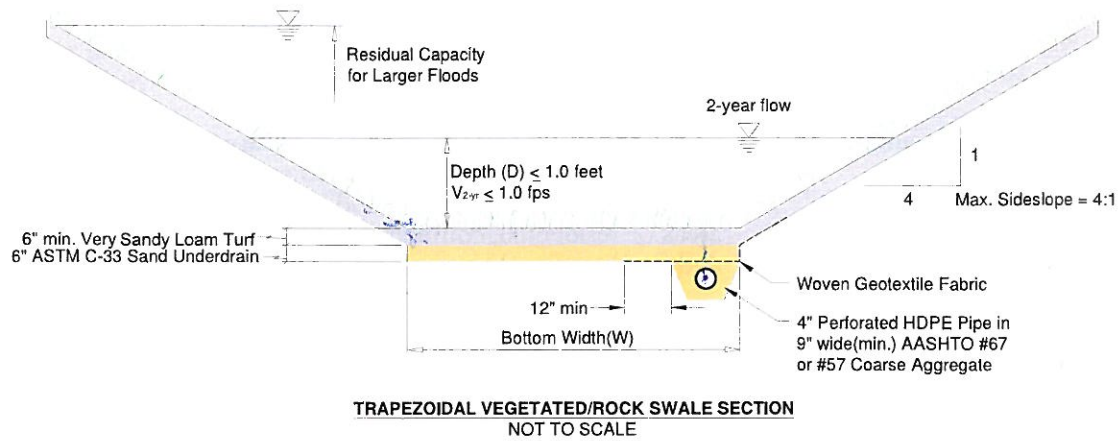 Residual Capacity
for Larger Floods
2-year flow
Depth (D) ≤ 1.0 feet
V2-yr ≤ 1.0 fps
1
4
Max. Sideslope = 4:1
6" min. Very Sandy Loam Turf
6" ASTM C-33 Sand Underdrain
Woven Geotextile Fabric
12" min
4" Perforated HDPE Pipe in
9" wide(min.) AASHTO #67
or #57 Coarse Aggregate
Bottom Width(W)
TRAPEZOIDAL VEGETATED/ROCK SWALE SECTION
NOT TO SCALE